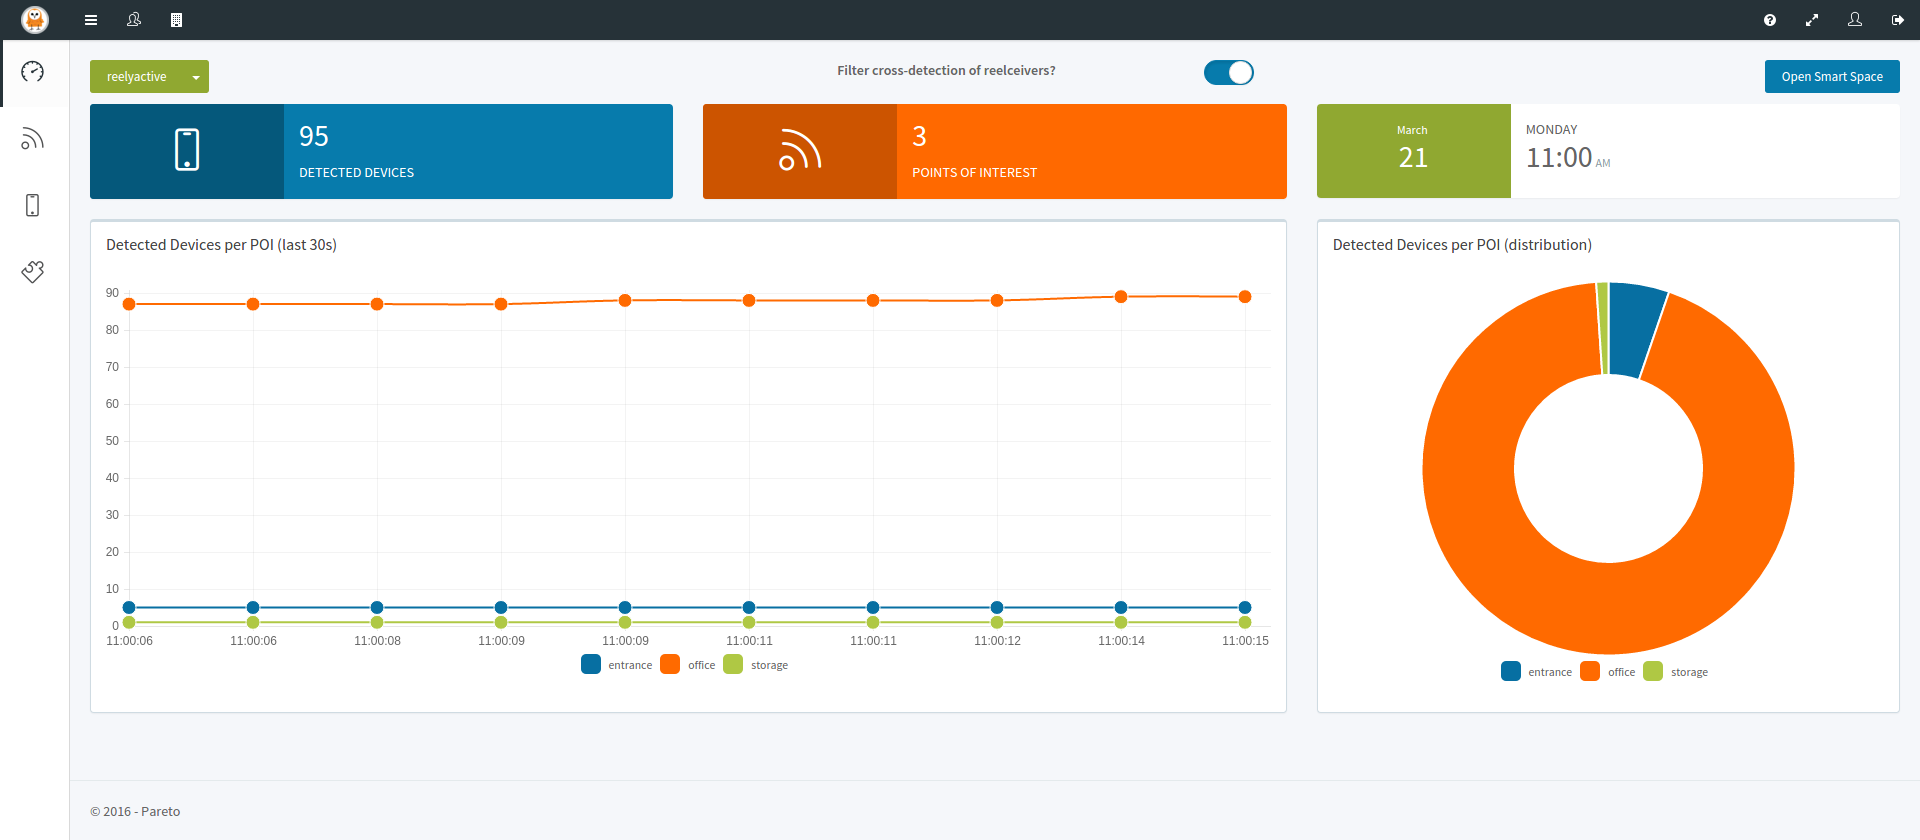 reelyactive
Filter cross-detection of reelceivers?
Open Smart Space
95
DETECTED DEVICES
3
POINTS OF INTEREST
March
21
MONDAY
11:00 AM
Detected Devices per POI (last 30s)
90
80
70
60
50
40
30
20
10
0
11:00:06 11:00:06 11:00:08 11:00:09 11:00:09 11:00:11 11:00:11 11:00:12 11:00:14 11:00:15
entrance office storage
Detected Devices per POI (distribution)
entrance office storage
© 2016 - Pareto